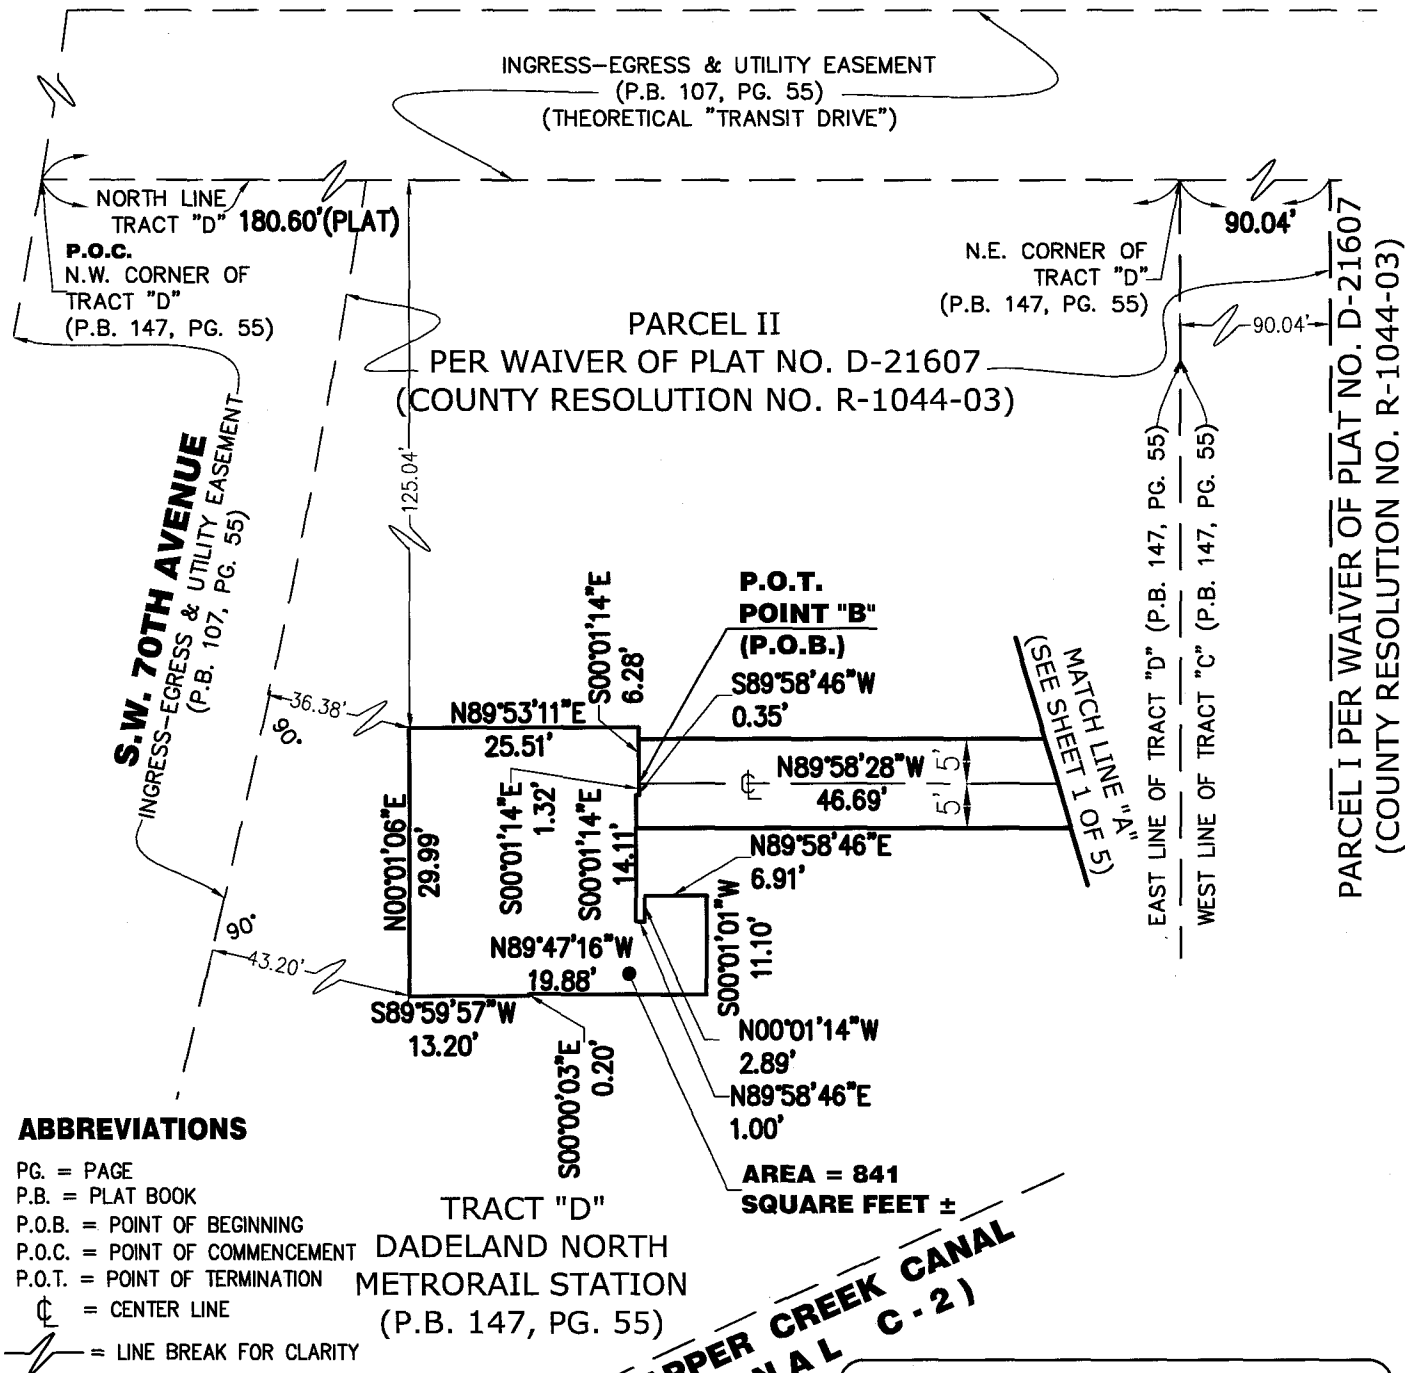 INGRESS-EGRESS & UTILITY EASEMENT
(P.B. 107, PG. 55)
(THEORETICAL "TRANSIT DRIVE")
NORTH LINE
TRACT "D"
180.60'(PLAT)
P.O.C.
N.W. CORNER OF
TRACT "D"
(P.B. 147, PG. 55)
N.E. CORNER OF
TRACT "D"
(P.B. 147, PG. 55)
90.04'
90.04'
PARCEL II
PER WAIVER OF PLAT NO. D-21607
(COUNTY RESOLUTION NO. R-1044-03)
PARCEL I PER WAIVER OF PLAT NO. D-21607
(COUNTY RESOLUTION NO. R-1044-03)
EAST LINE OF TRACT "D" (P.B. 147, PG. 55)
WEST LINE OF TRACT "C" (P.B. 147, PG. 55)
S.W. 70TH AVENUE
INGRESS-EGRESS & UTILITY EASEMENT
(P.B. 107, PG. 55)
125.04'
36.38'
90°
90°
43.20'
P.O.T.
POINT "B"
(P.O.B.)
S89°58'46"W
0.35'
S00°01'14"E
6.28'
N89°53'11"E
25.51'
S00°01'14"E
1.32'
S00°01'14"E
14.11'
N89°58'28"W
46.69'
5'
5'
℄
MATCH LINE "A"
(SEE SHEET 1 OF 5)
N89°58'46"E
6.91'
S00°01'01"W
11.10'
N00°01'06"E
29.99'
N89°47'16"W
19.88'
S89°59'57"W
13.20'
S00°00'03"E
0.20'
N00°01'14"W
2.89'
N89°58'46"E
1.00'
AREA = 841
SQUARE FEET ±
ABBREVIATIONS
PG. = PAGE
P.B. = PLAT BOOK
P.O.B. = POINT OF BEGINNING
P.O.C. = POINT OF COMMENCEMENT
P.O.T. = POINT OF TERMINATION
℄ = CENTER LINE
= LINE BREAK FOR CLARITY
TRACT "D"
DADELAND NORTH
METRORAIL STATION
(P.B. 147, PG. 55)
CREEK CANAL
C-2)